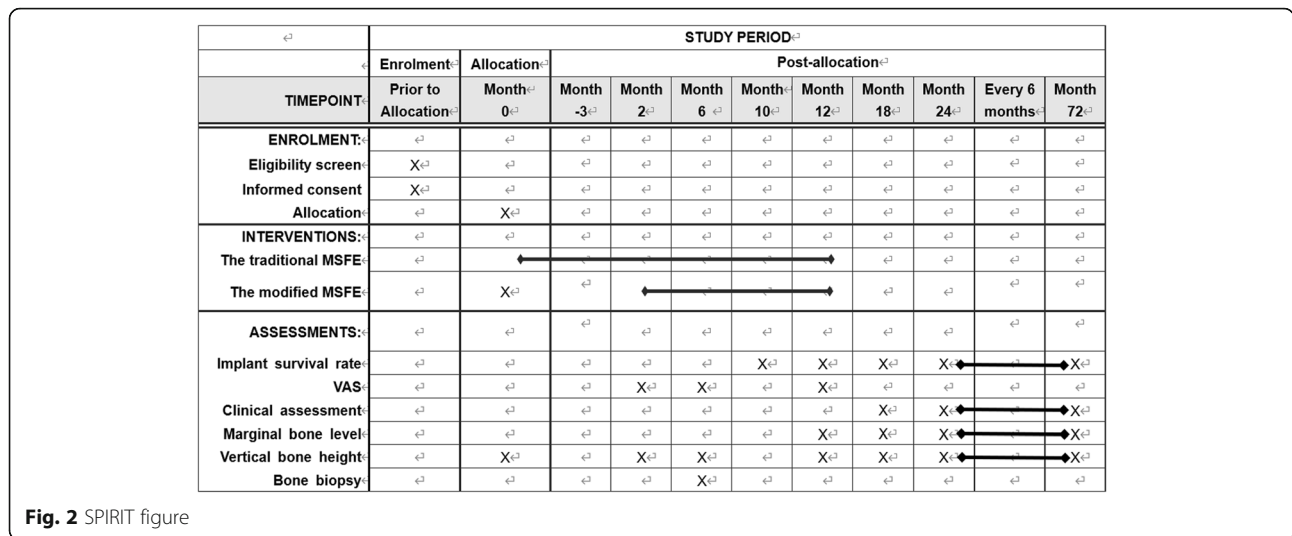 STUDY PERIOD
Enrolment Allocation Post-allocation
TIMEPOINT Prior to Allocation Month 0 Month -3 Month 2 Month 6 Month 10 Month 12 Month 18 Month 24 Every 6 months Month 72
ENROLMENT:
Eligibility screen X
Informed consent X
Allocation X
INTERVENTIONS:
The traditional MSFE
The modified MSFE X
ASSESSMENTS:
Implant survival rate X X X X X
VAS X X X
Clinical assessment X X X
Marginal bone level X X X X
Vertical bone height X X X X X X X
Bone biopsy X
Fig. 2 SPIRIT figure